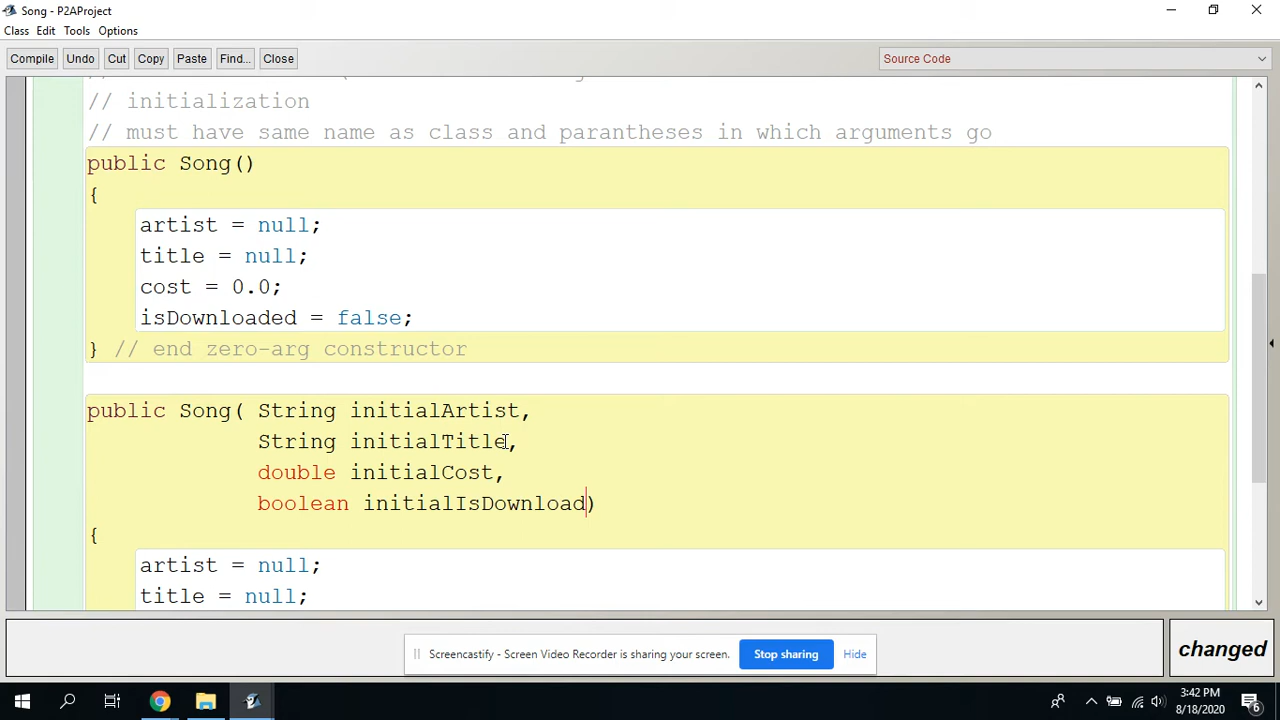 Song - P2AProject
Class Edit Tools Options
Compile Undo Cut Copy Paste Find... Close Source Code
// initialization
// must have same name as class and parantheses in which arguments go
public Song()
{
artist = null;
title = null;
cost = 0.0;
isDownloaded = false;
} // end zero-arg constructor
public Song( String initialArtist,
String initialTitle,
double initialCost,
boolean initialIsDownload)
{
artist = null;
title = null;
Screencastify - Screen Video Recorder is sharing your screen. Stop sharing Hide
changed
3:42 PM
8/18/2020
6